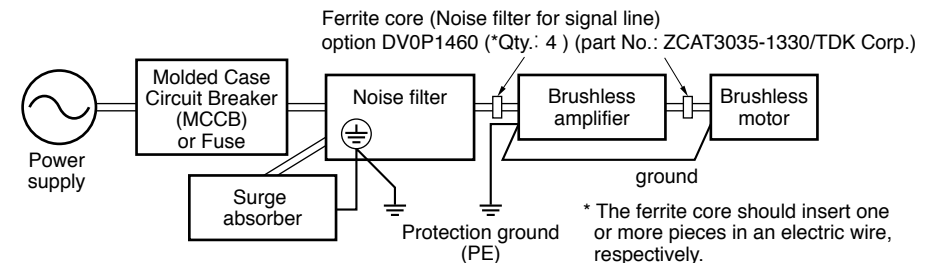 Ferrite core (Noise filter for signal line)
option DV0P1460 (*Qty.: 4 ) (part No.: ZCAT3035-1330/TDK Corp.)
Molded Case
Circuit Breaker
(MCCB)
or Fuse
Noise filter
Brushless
amplifier
Brushless
motor
Power
supply
Surge
absorber
ground
Protection ground
(PE)
* The ferrite core should insert one
or more pieces in an electric wire,
respectively.